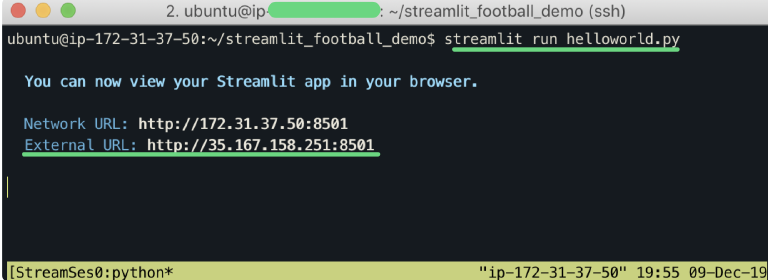 2. ubuntu@ip-: ~/streamlit_football_demo (ssh)
ubuntu@ip-172-31-37-50:~/streamlit_football_demo$ streamlit run helloworld.py
You can now view your Streamlit app in your browser.
Network URL: http://172.31.37.50:8501
External URL: http://35.167.158.251:8501
[StreamSes0:python* "ip-172-31-37-50" 19:55 09-Dec-19